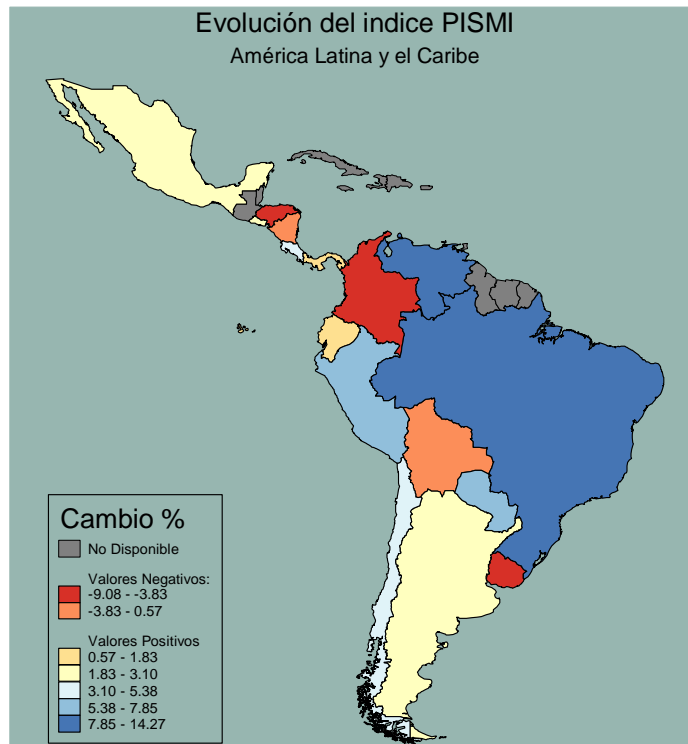 Evolución del indice PISMI
América Latina y el Caribe
Cambio %
No Disponible
Valores Negativos:
-9.08 - -3.83
-3.83 - 0.57
Valores Positivos
0.57 - 1.83
1.83 - 3.10
3.10 - 5.38
5.38 - 7.85
7.85 - 14.27